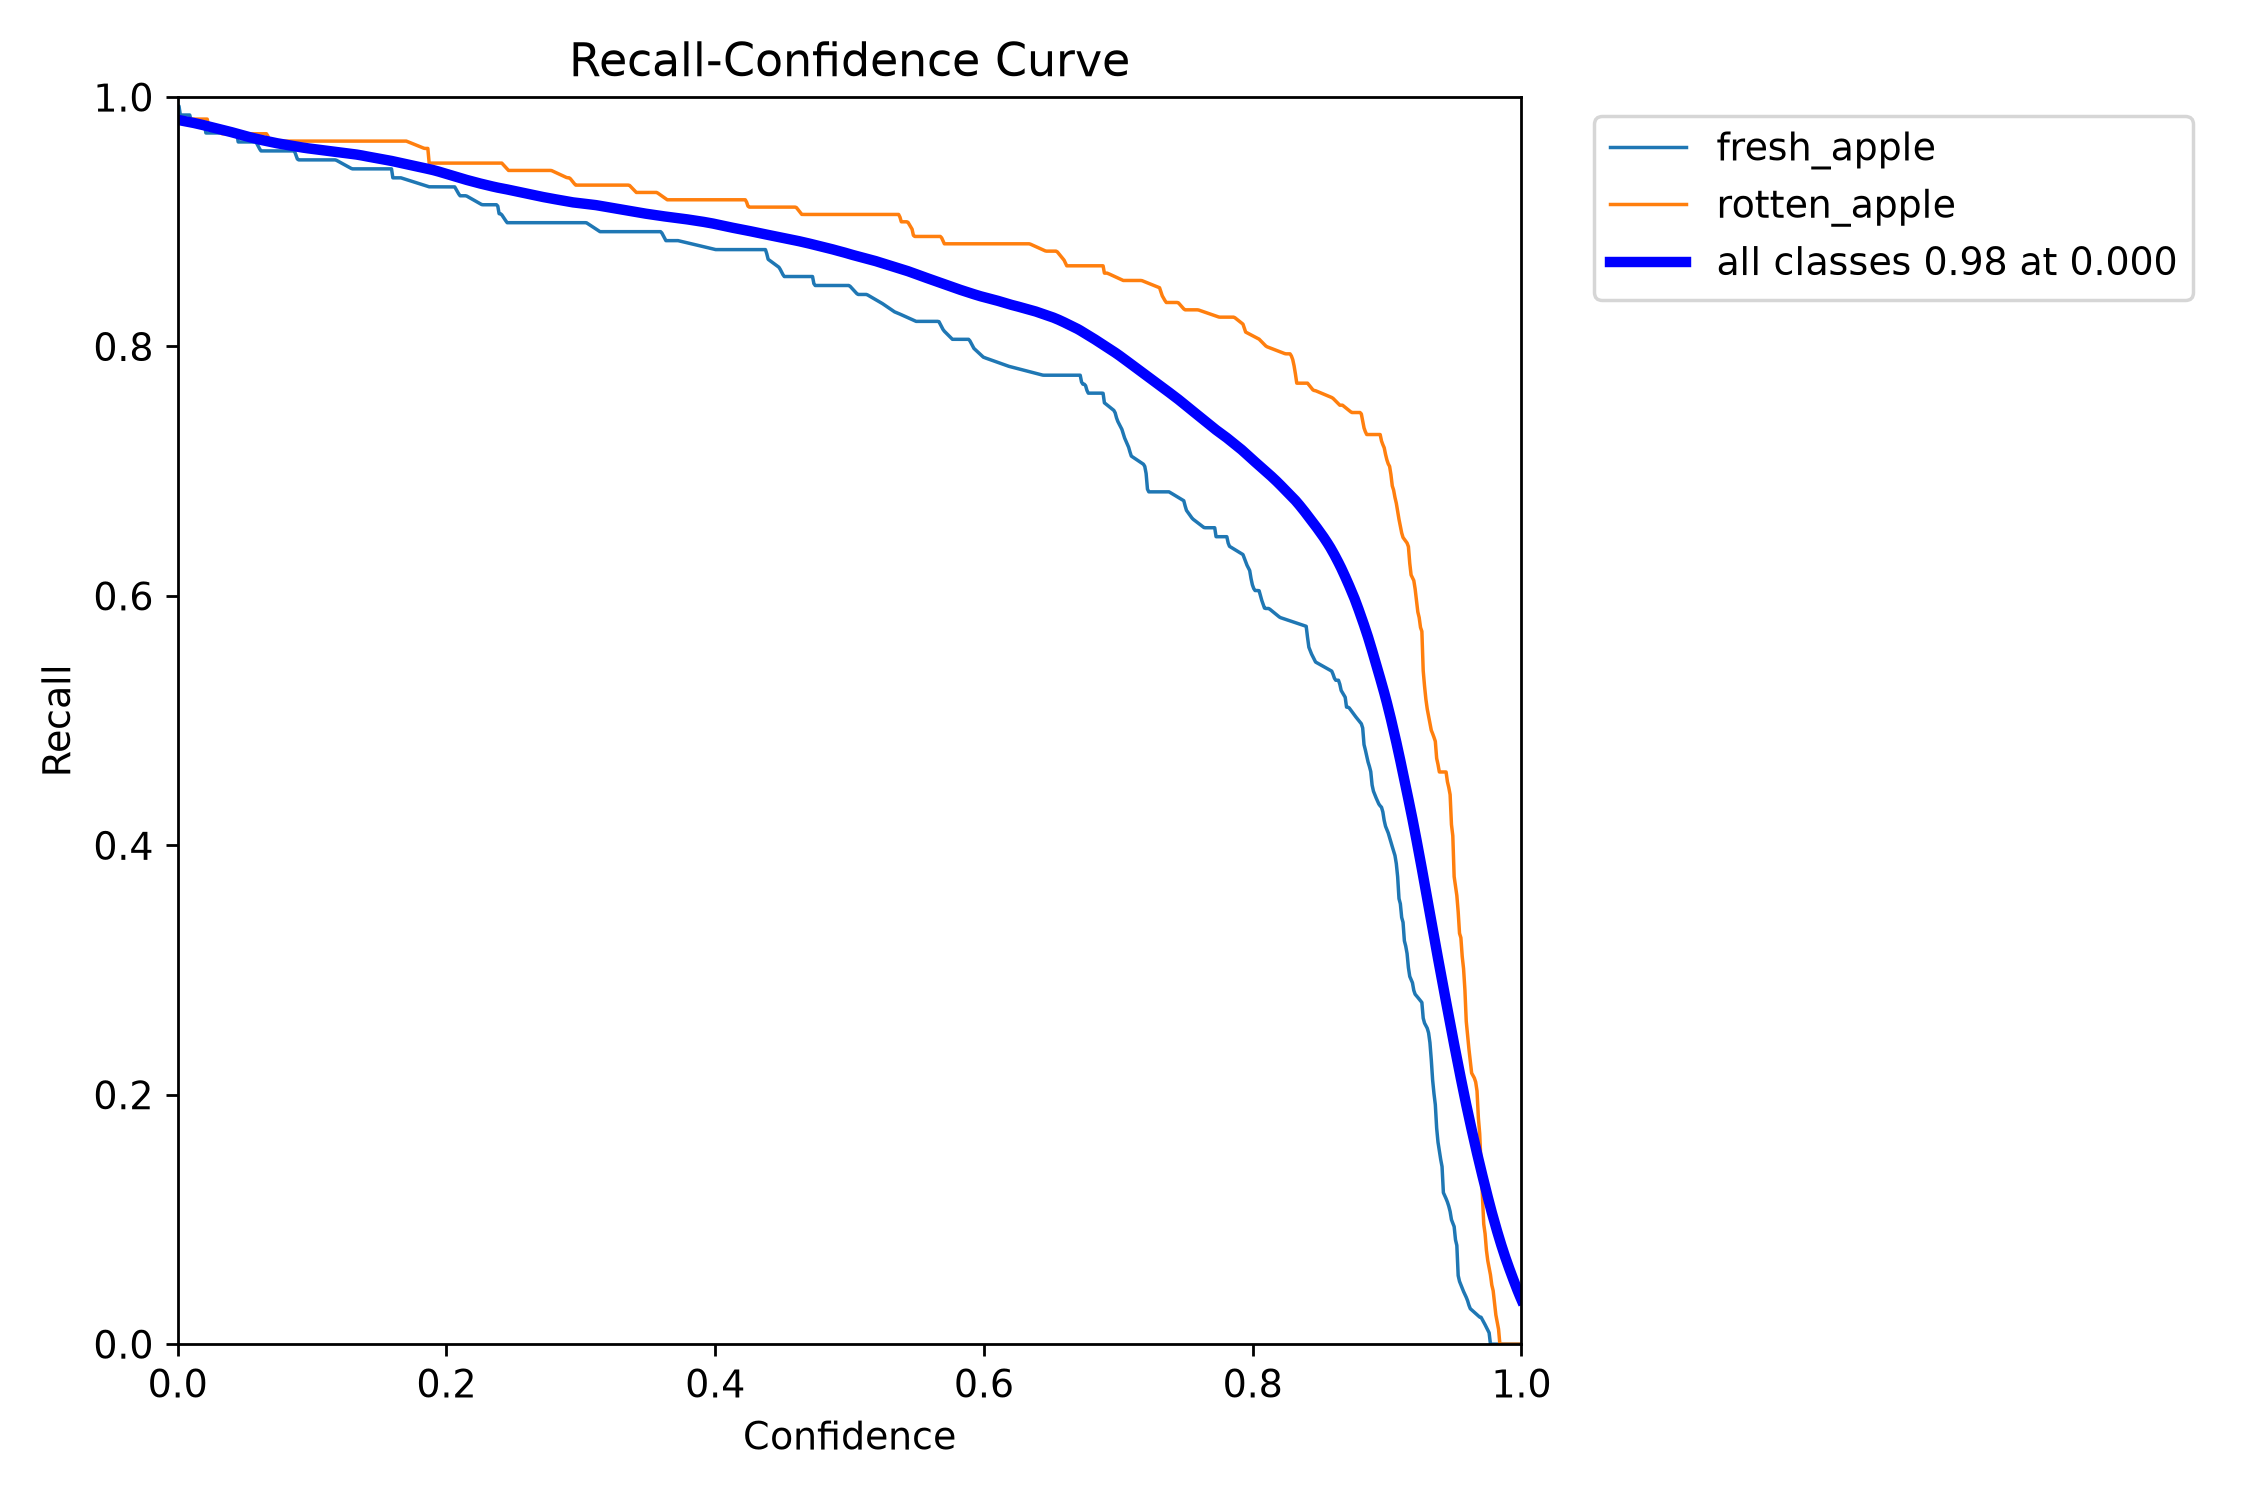 Recall-Confidence Curve
1.0
0.8
0.6
0.4
0.2
0.0
Recall
0.0 0.2 0.4 0.6 0.8 1.0
Confidence
fresh_apple
rotten_apple
all classes 0.98 at 0.000